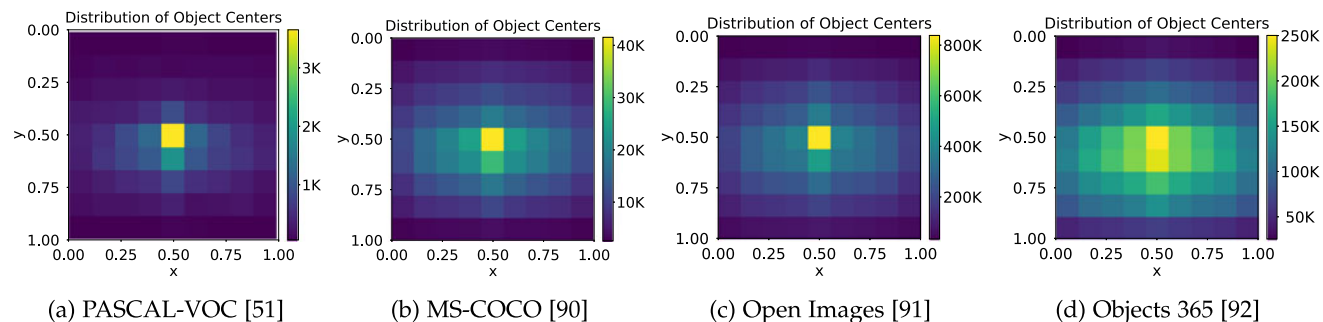 Distribution of Object Centers
0.00
0.25
0.50
0.75
1.00
y
0.00 0.25 0.50 0.75 1.00
x
3K
2K
1K
(a) PASCAL-VOC [51]
Distribution of Object Centers
0.00
0.25
0.50
0.75
1.00
y
0.00 0.25 0.50 0.75 1.00
x
40K
30K
20K
10K
(b) MS-COCO [90]
Distribution of Object Centers
0.00
0.25
0.50
0.75
1.00
y
0.00 0.25 0.50 0.75 1.00
x
800K
600K
400K
200K
(c) Open Images [91]
Distribution of Object Centers
0.00
0.25
0.50
0.75
1.00
y
0.00 0.25 0.50 0.75 1.00
x
250K
200K
150K
100K
50K
(d) Objects 365 [92]